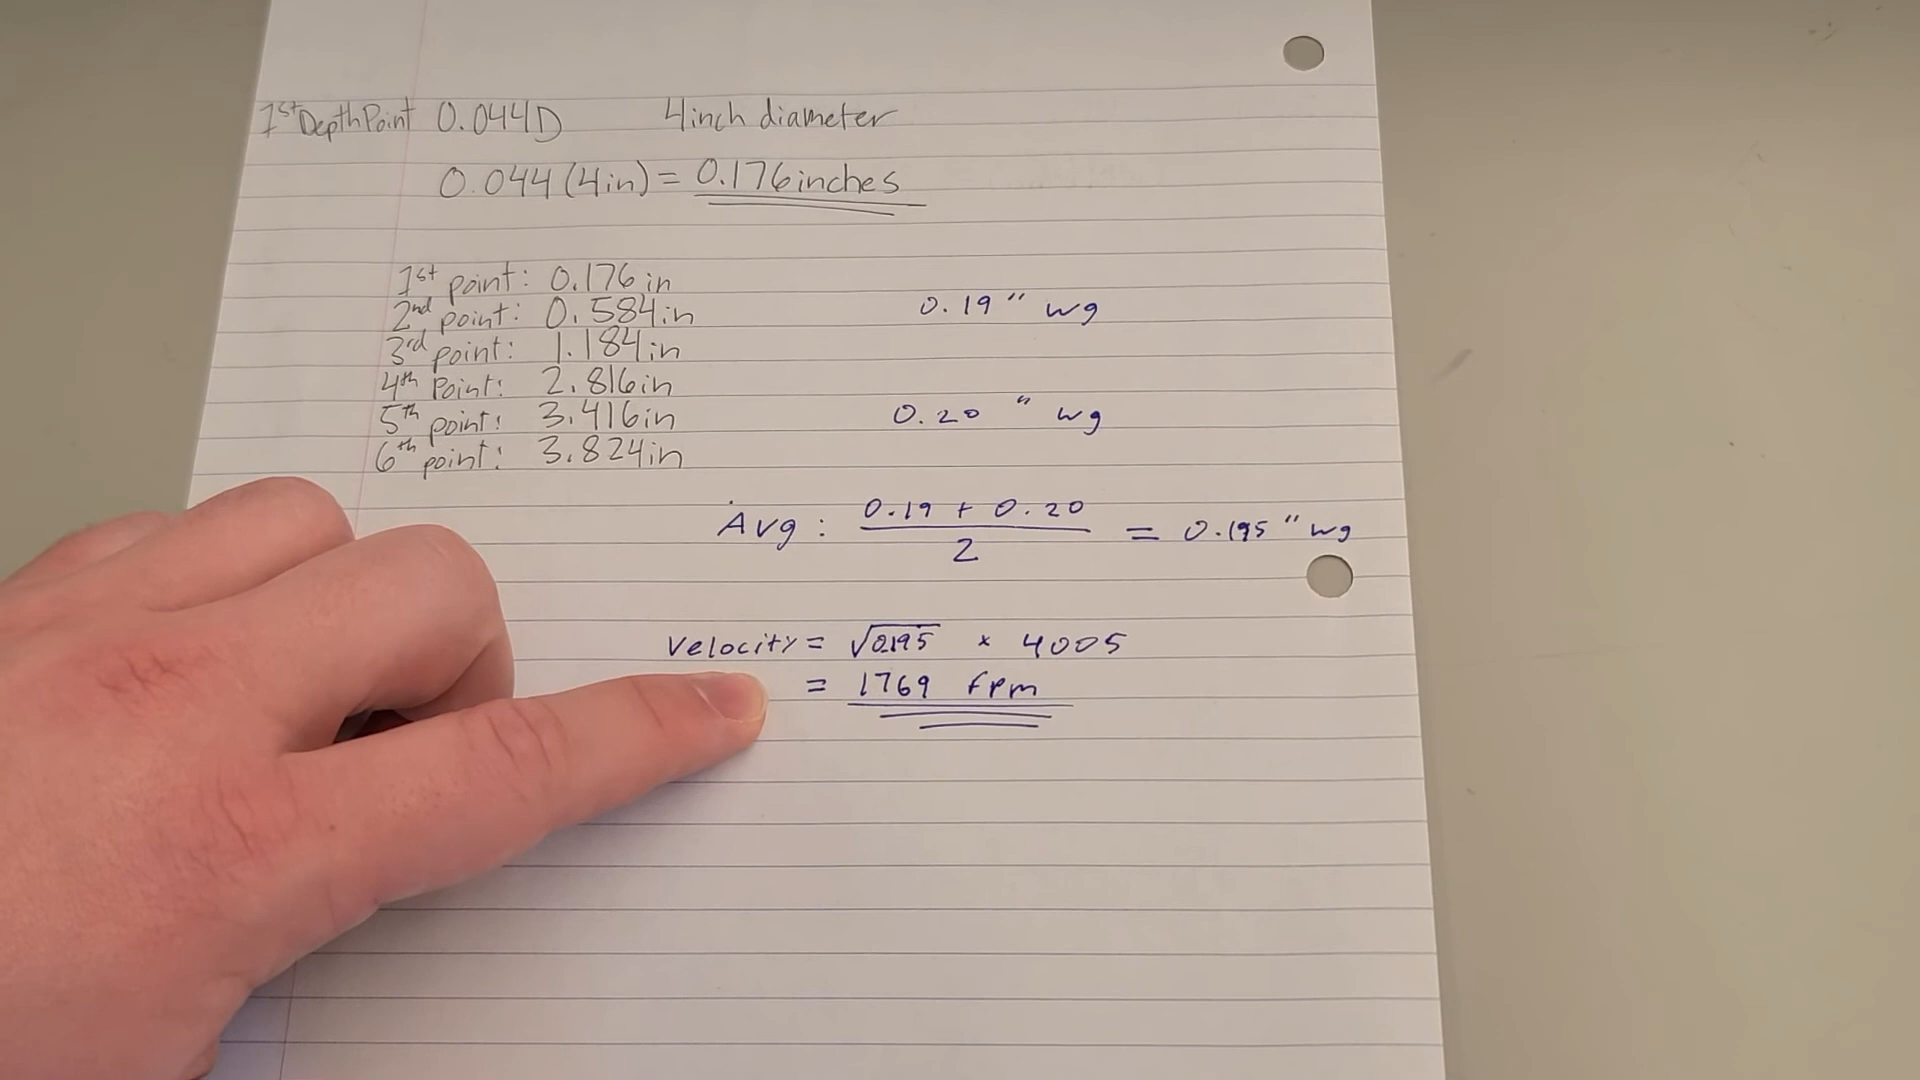 1st Depth Point 0.044D 4inch diameter
0.044(4in) = 0.176inches
1st point: 0.176in
2nd point: 0.584in 0.19" wg
3rd point: 1.184in
4th Point: 2.816in
5th point: 3.416in 0.20 " wg
6th point: 3.824in
Avg: 0.19 + 0.20 / 2 = 0.195" wg
Velocity = √0.195 × 4005
= 1769 fpm